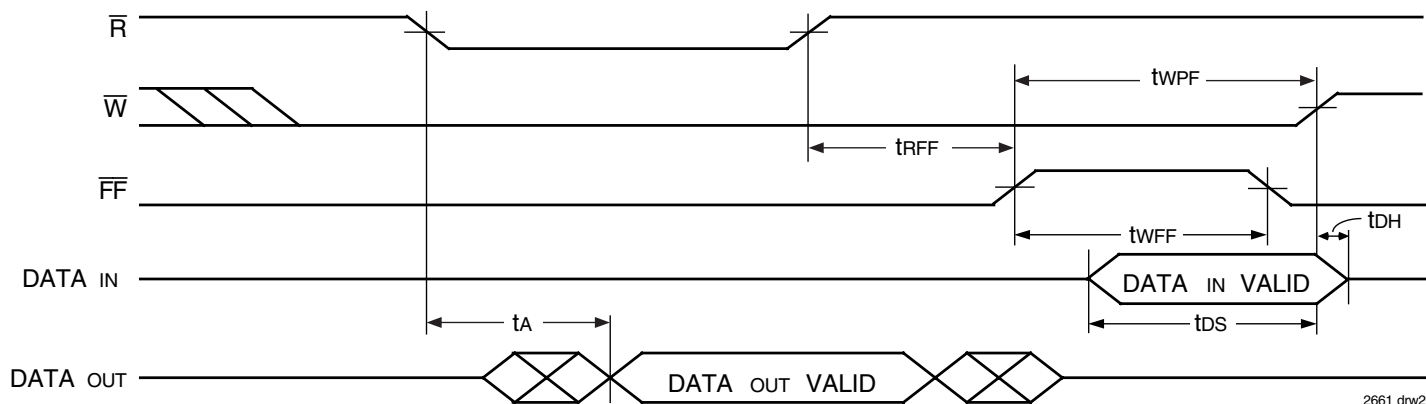 R
W
tWPF
tRFF
FF
tDH
tWFF
DATA IN
DATA IN VALID
tA
tDS
DATA OUT
DATA OUT VALID
2661 drw2